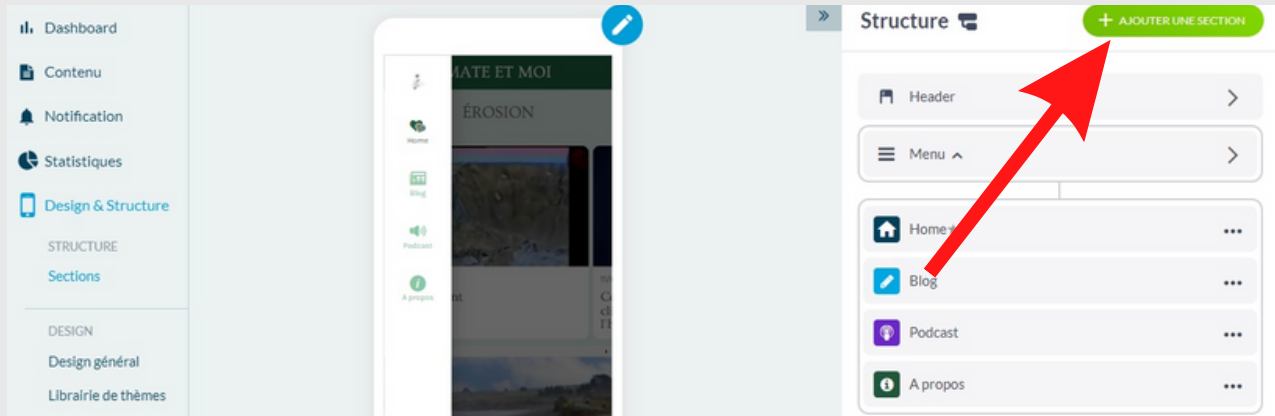 Dashboard
Contenu
Notification
Statistiques
Design & Structure
STRUCTURE
Sections
DESIGN
Design général
Librairie de thèmes
MATE ET MOI
ÉROSION
Home
Blog
Podcast
A propos
Structure
+ AJOUTER UNE SECTION
Header
Menu
Home
Blog
Podcast
A propos